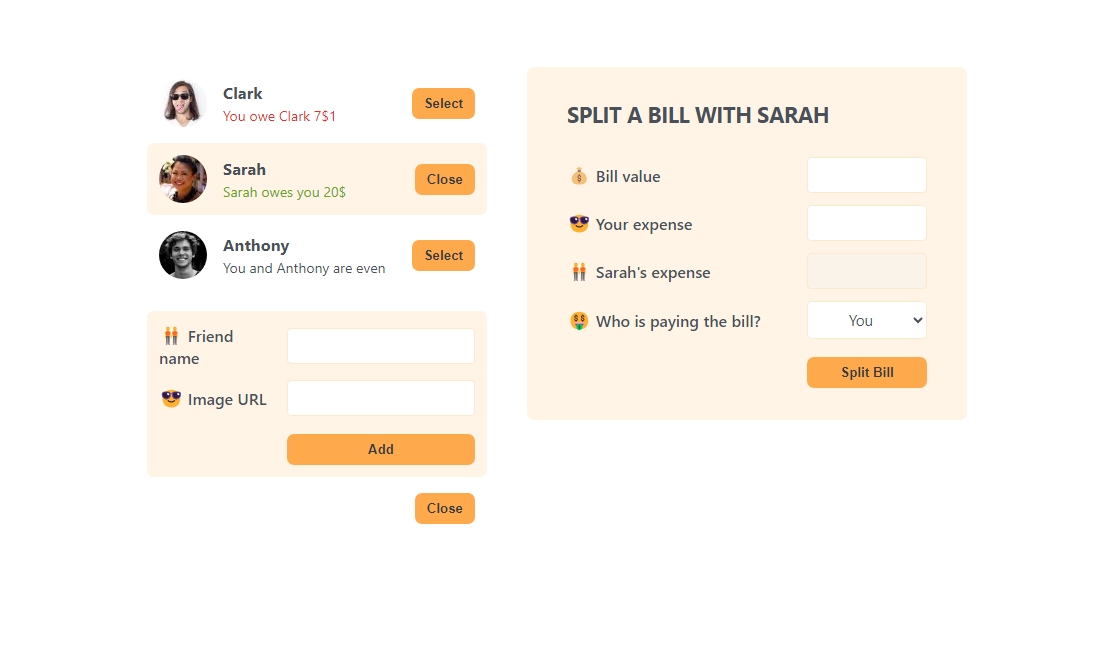 Clark
You owe Clark 7$1
Select
Sarah
Sarah owes you 20$
Close
Anthony
You and Anthony are even
Select
Friend
name
Image URL
Add
Close
SPLIT A BILL WITH SARAH
Bill value
Your expense
Sarah's expense
Who is paying the bill?
You
Split Bill